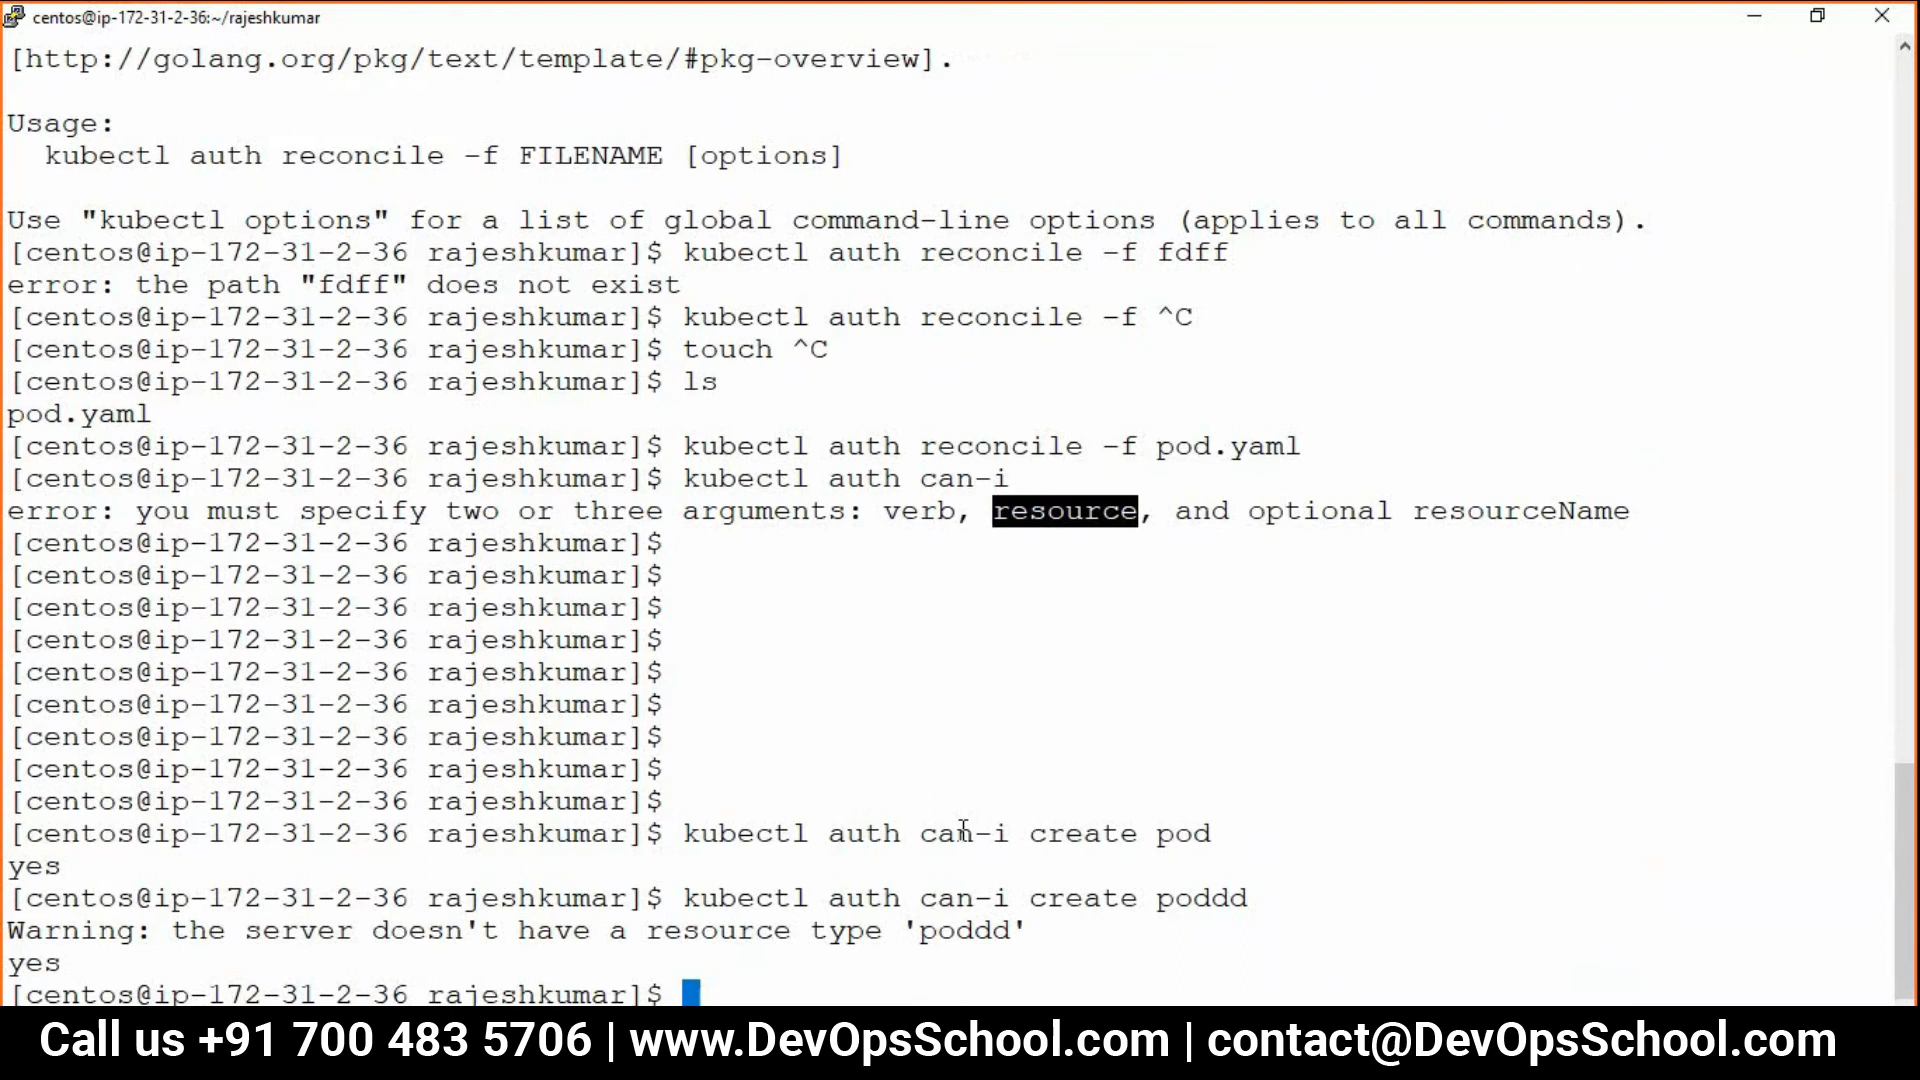 centos@ip-172-31-2-36:~/rajeshkumar
[http://golang.org/pkg/text/template/#pkg-overview].
Usage:
  kubectl auth reconcile -f FILENAME [options]
Use "kubectl options" for a list of global command-line options (applies to all commands).
[centos@ip-172-31-2-36 rajeshkumar]$ kubectl auth reconcile -f fdff
error: the path "fdff" does not exist
[centos@ip-172-31-2-36 rajeshkumar]$ kubectl auth reconcile -f ^C
[centos@ip-172-31-2-36 rajeshkumar]$ touch ^C
[centos@ip-172-31-2-36 rajeshkumar]$ ls
pod.yaml
[centos@ip-172-31-2-36 rajeshkumar]$ kubectl auth reconcile -f pod.yaml
[centos@ip-172-31-2-36 rajeshkumar]$ kubectl auth can-i
error: you must specify two or three arguments: verb, resource, and optional resourceName
[centos@ip-172-31-2-36 rajeshkumar]$
[centos@ip-172-31-2-36 rajeshkumar]$
[centos@ip-172-31-2-36 rajeshkumar]$
[centos@ip-172-31-2-36 rajeshkumar]$
[centos@ip-172-31-2-36 rajeshkumar]$
[centos@ip-172-31-2-36 rajeshkumar]$
[centos@ip-172-31-2-36 rajeshkumar]$
[centos@ip-172-31-2-36 rajeshkumar]$
[centos@ip-172-31-2-36 rajeshkumar]$
[centos@ip-172-31-2-36 rajeshkumar]$ kubectl auth can-i create pod
yes
[centos@ip-172-31-2-36 rajeshkumar]$ kubectl auth can-i create poddd
Warning: the server doesn't have a resource type 'poddd'
yes
[centos@ip-172-31-2-36 rajeshkumar]$
Call us +91 700 483 5706 | www.DevOpsSchool.com | contact@DevOpsSchool.com